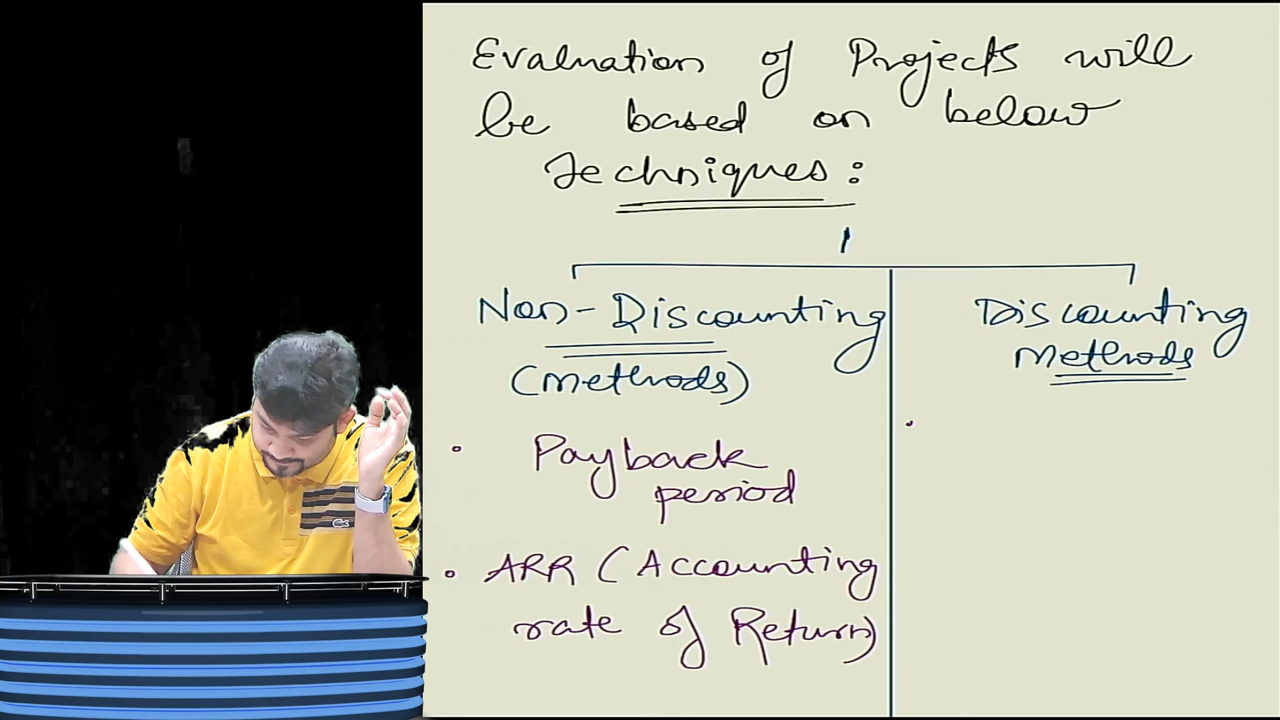 Evaluation of Projects will
be based on below
Techniques:
Non-Discounting
(Methods)
• Payback
period
• ARR (Accounting
rate of Return)
Discounting
Methods
•